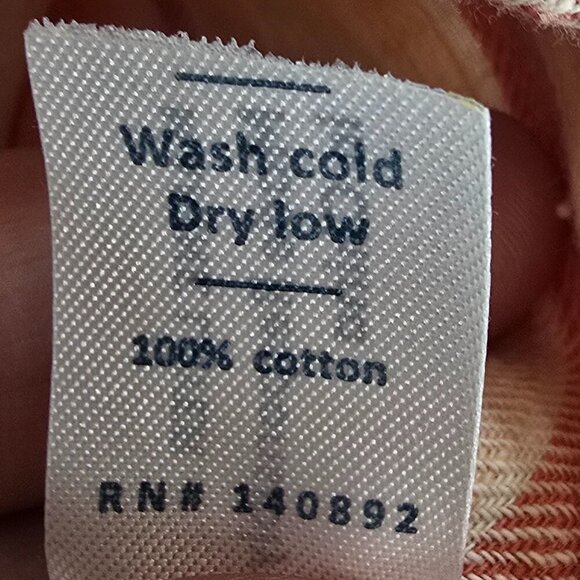 Wash cold
Dry low
100% cotton
RN# 140892